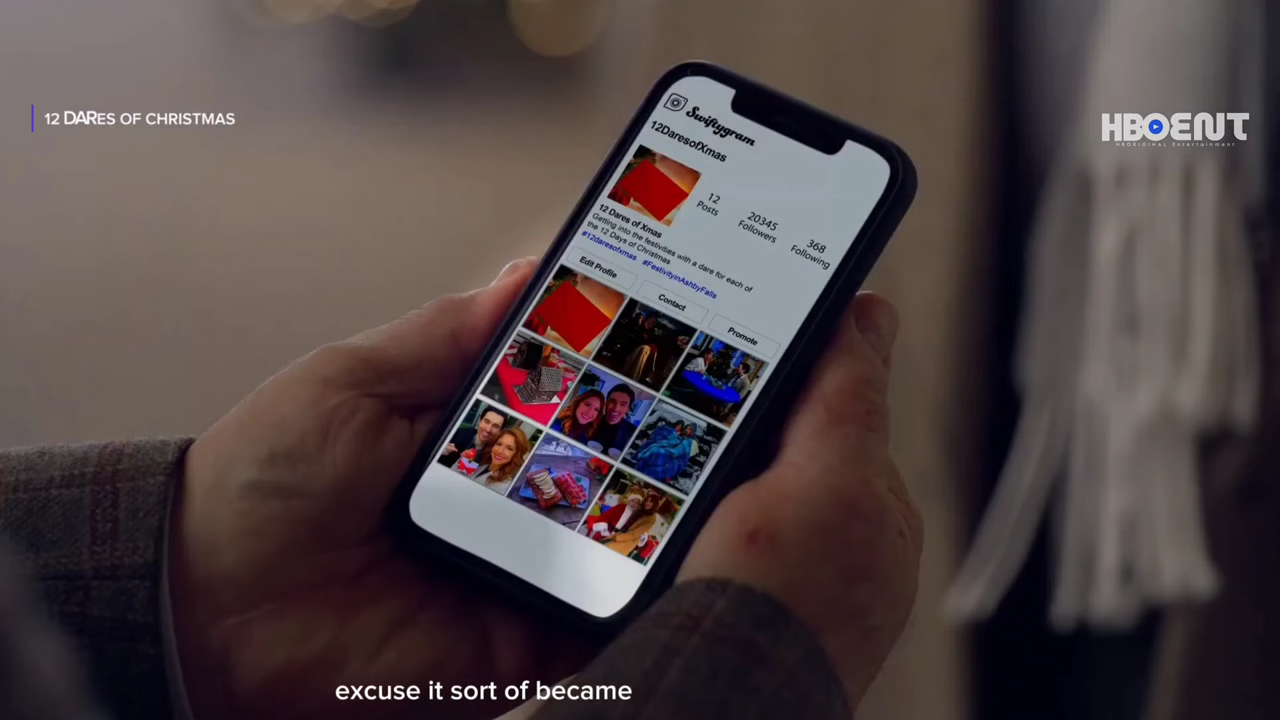 12 DARES OF CHRISTMAS
HBOENT
HBORIGINAL Entertainment
Swiftygram
12DaresofXmas
12
Posts
20345
Followers
368
Following
12 Dares of Xmas
Getting into the festivities with a dare for each of
the 12 Days of Christmas
#12daresofxmas #FestivityinAshbyFalls
Edit Profile
Contact
Promote
excuse it sort of became